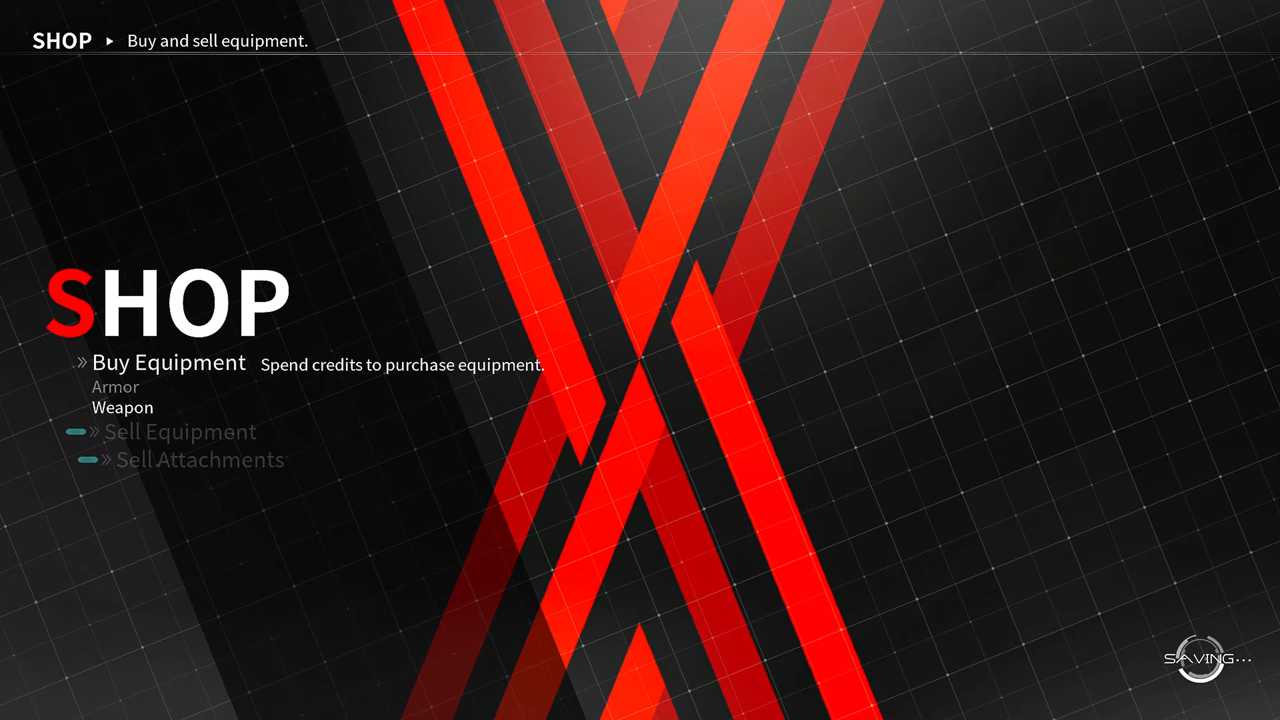 SHOP Buy and sell equipment.
SHOP
Buy Equipment Spend credits to purchase equipment.
Armor
Weapon
Sell Equipment
Sell Attachments
SAVING...